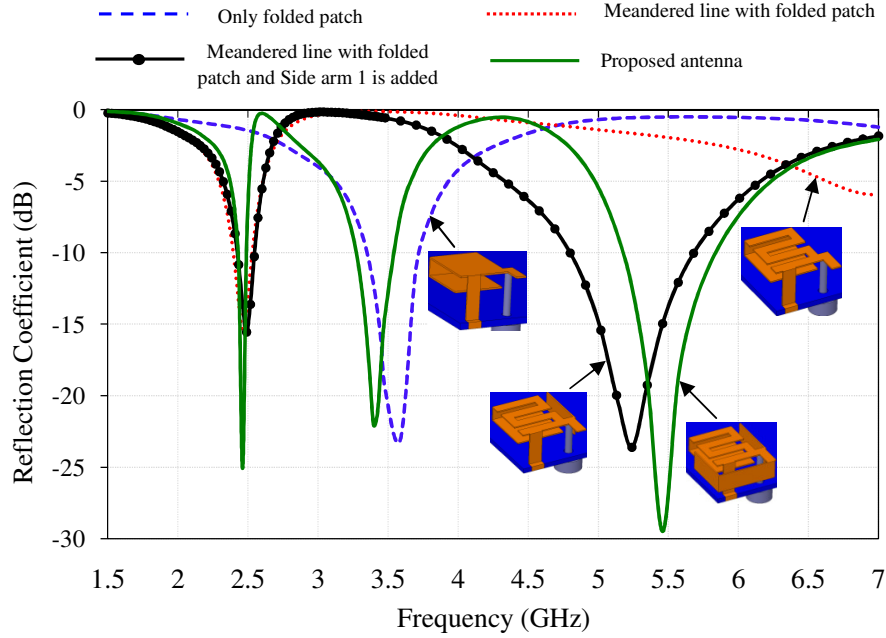 Only folded patch
Meandered line with folded patch
Meandered line with folded
patch and Side arm 1 is added
Proposed antenna
Reflection Coefficient (dB)
0
-5
-10
-15
-20
-25
-30
1.5 2 2.5 3 3.5 4 4.5 5 5.5 6 6.5 7
Frequency (GHz)